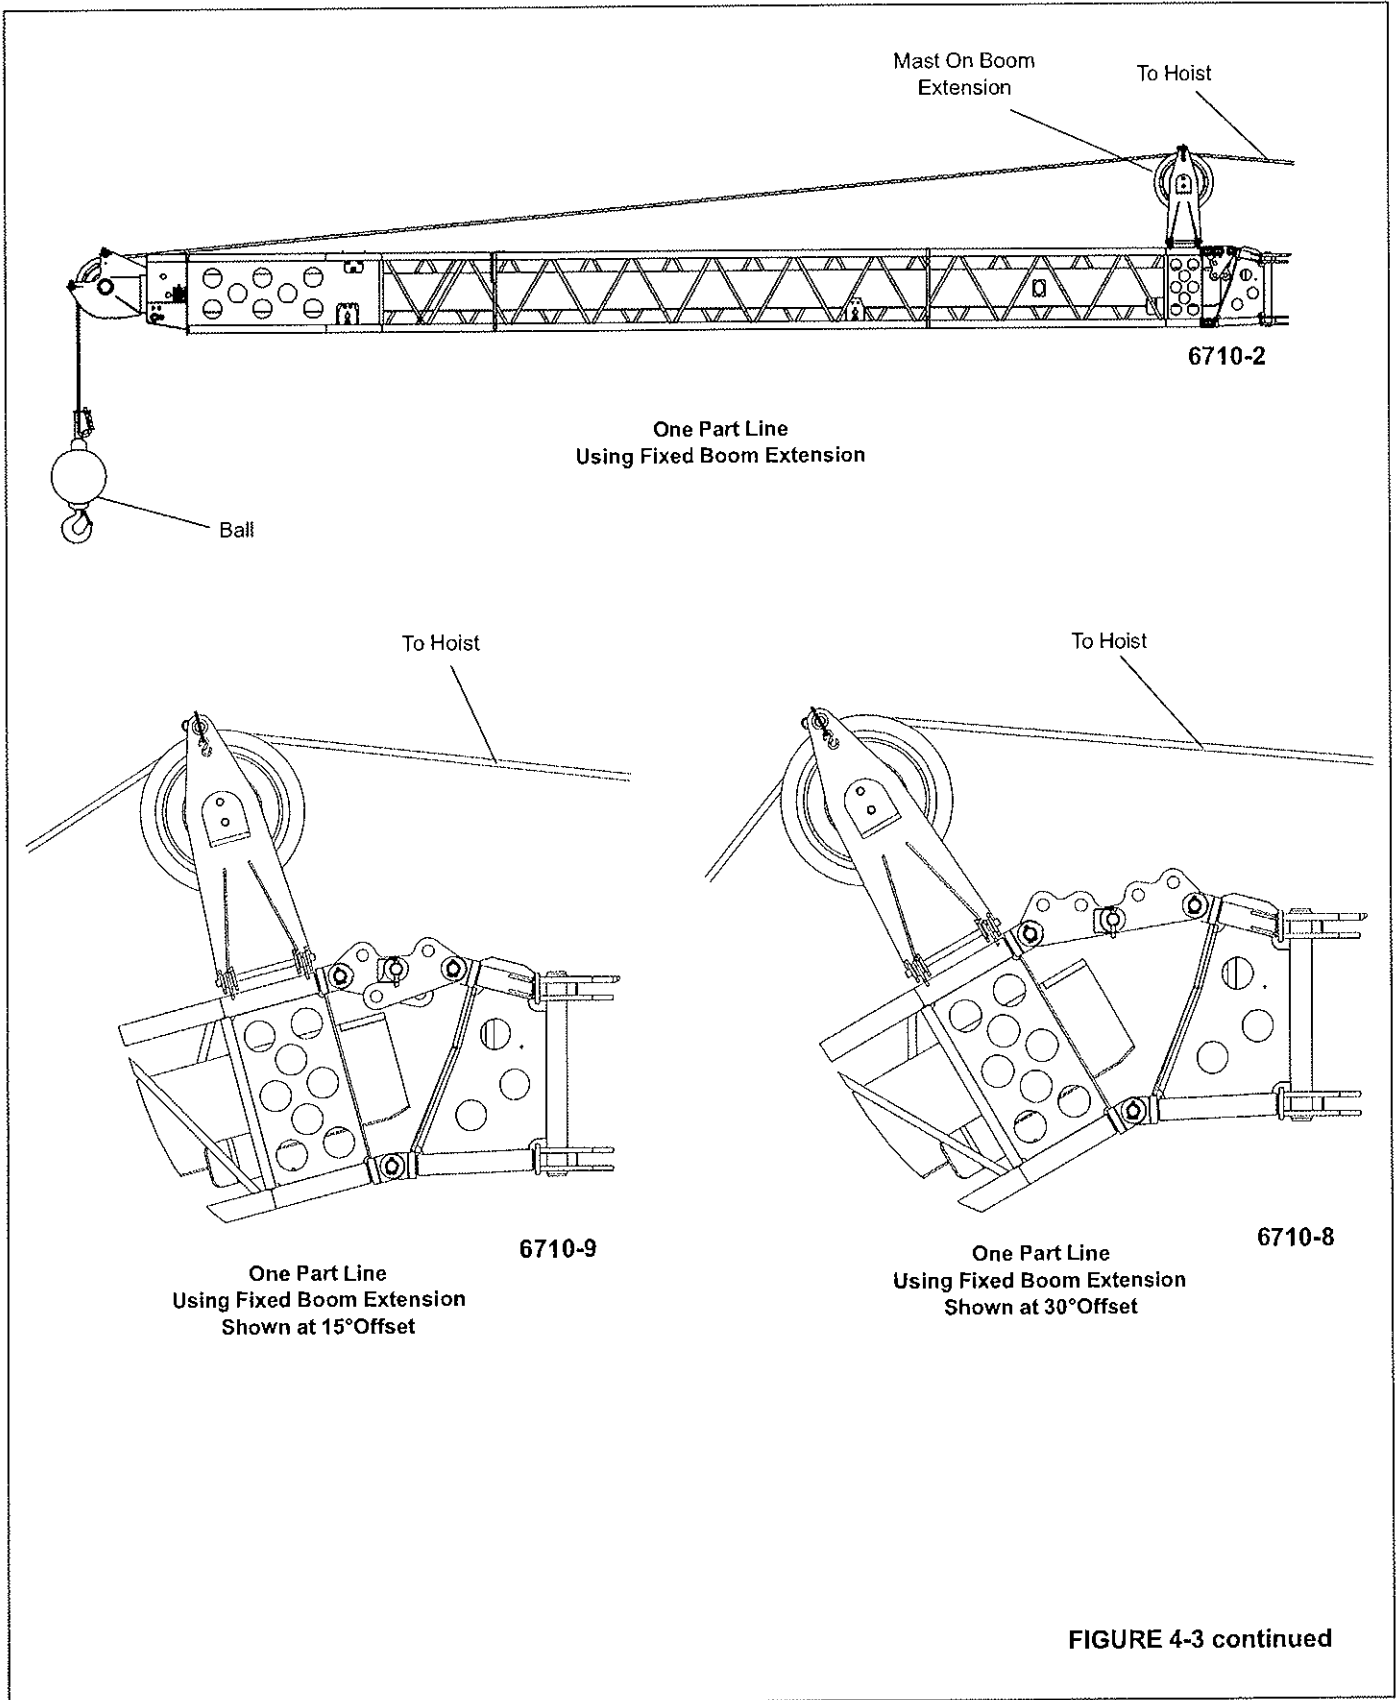 Mast On Boom
Extension
To Hoist
6710-2
One Part Line
Using Fixed Boom Extension
Ball
To Hoist
6710-9
One Part Line
Using Fixed Boom Extension
Shown at 15°Offset
To Hoist
6710-8
One Part Line
Using Fixed Boom Extension
Shown at 30°Offset
FIGURE 4-3 continued